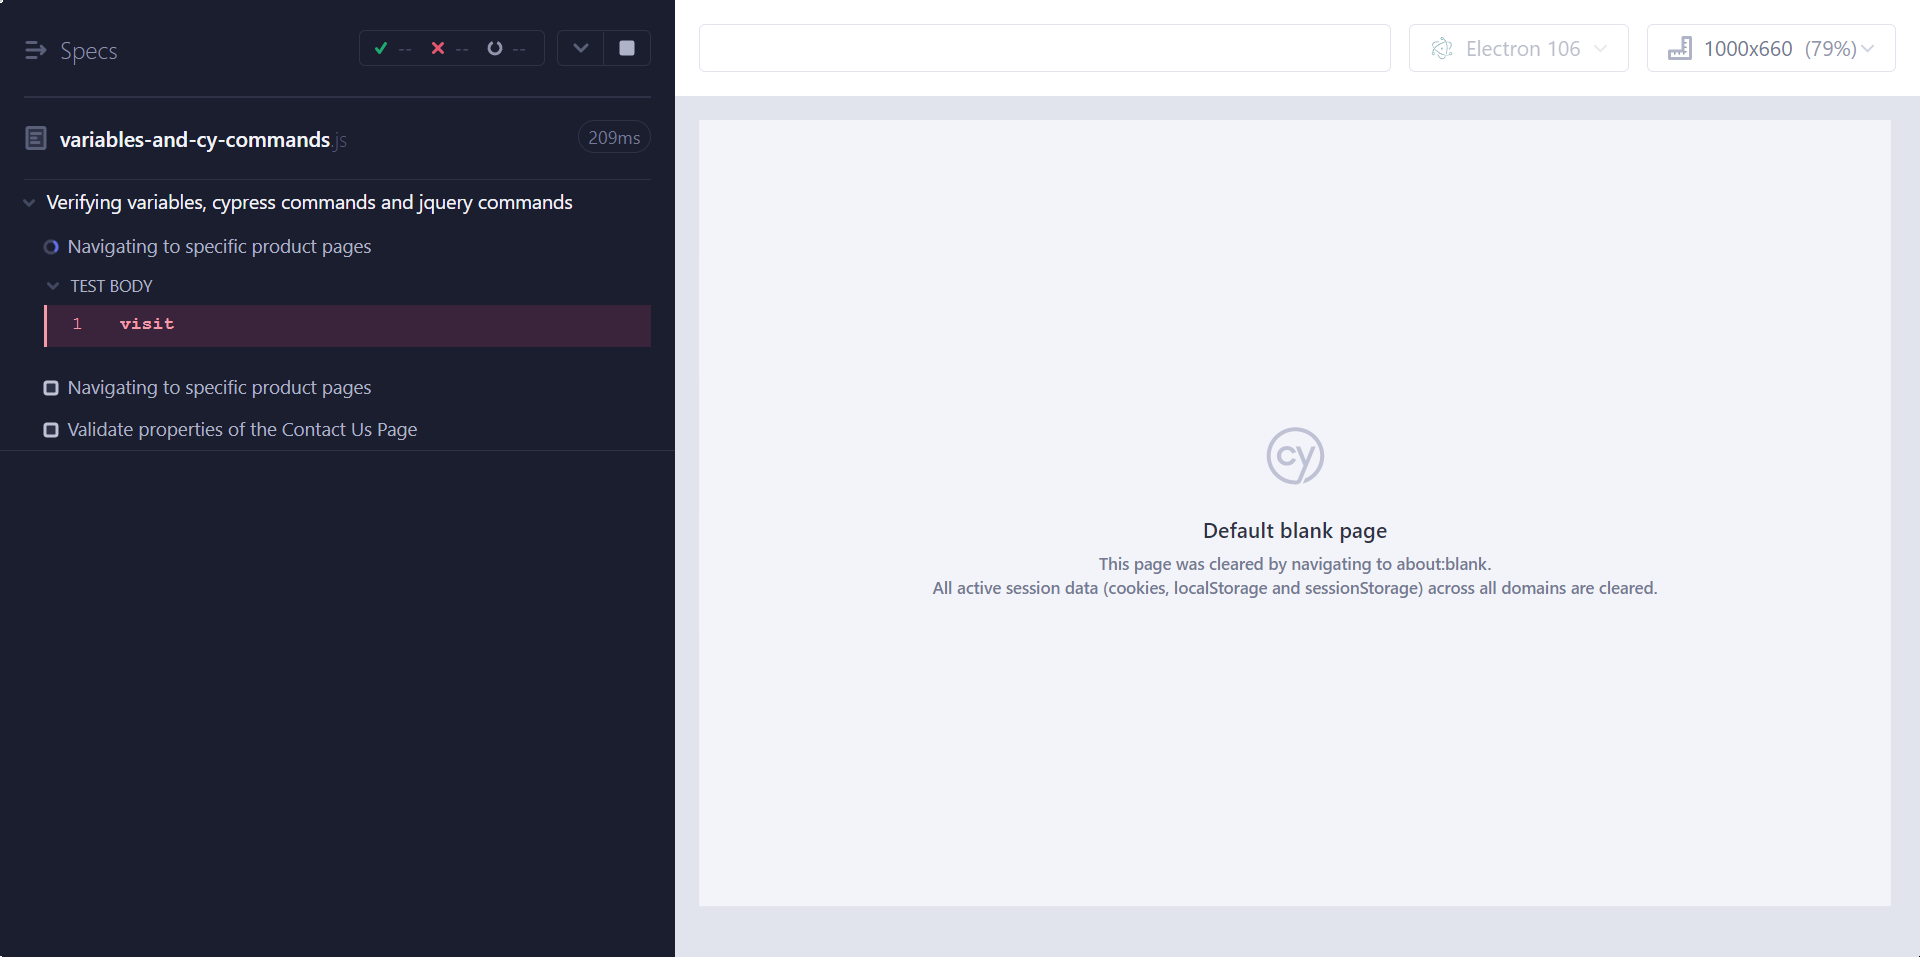 Specs
--
--
--
variables-and-cy-commands.js
209ms
Verifying variables, cypress commands and jquery commands
Navigating to specific product pages
TEST BODY
1 visit
Navigating to specific product pages
Validate properties of the Contact Us Page
Electron 106
1000x660 (79%)
cy
Default blank page
This page was cleared by navigating to about:blank.
All active session data (cookies, localStorage and sessionStorage) across all domains are cleared.